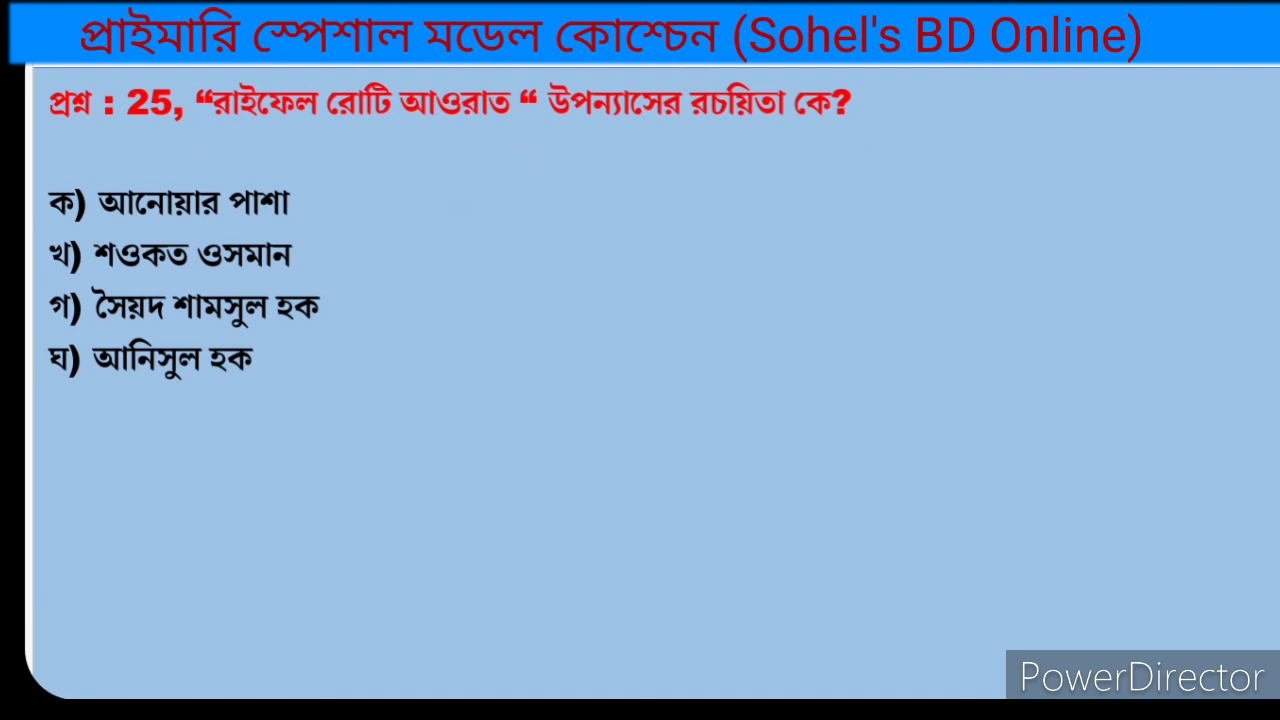 প্রাইমারি স্পেশাল মডেল কোশ্চেন (Sohel's BD Online)
প্রশ্ন : 25, “রাইফেল রোটি আওরাত “ উপন্যাসের রচয়িতা কে?
ক) আনোয়ার পাশা
খ) শওকত ওসমান
গ) সৈয়দ শামসুল হক
ঘ) আনিসুল হক
PowerDirector